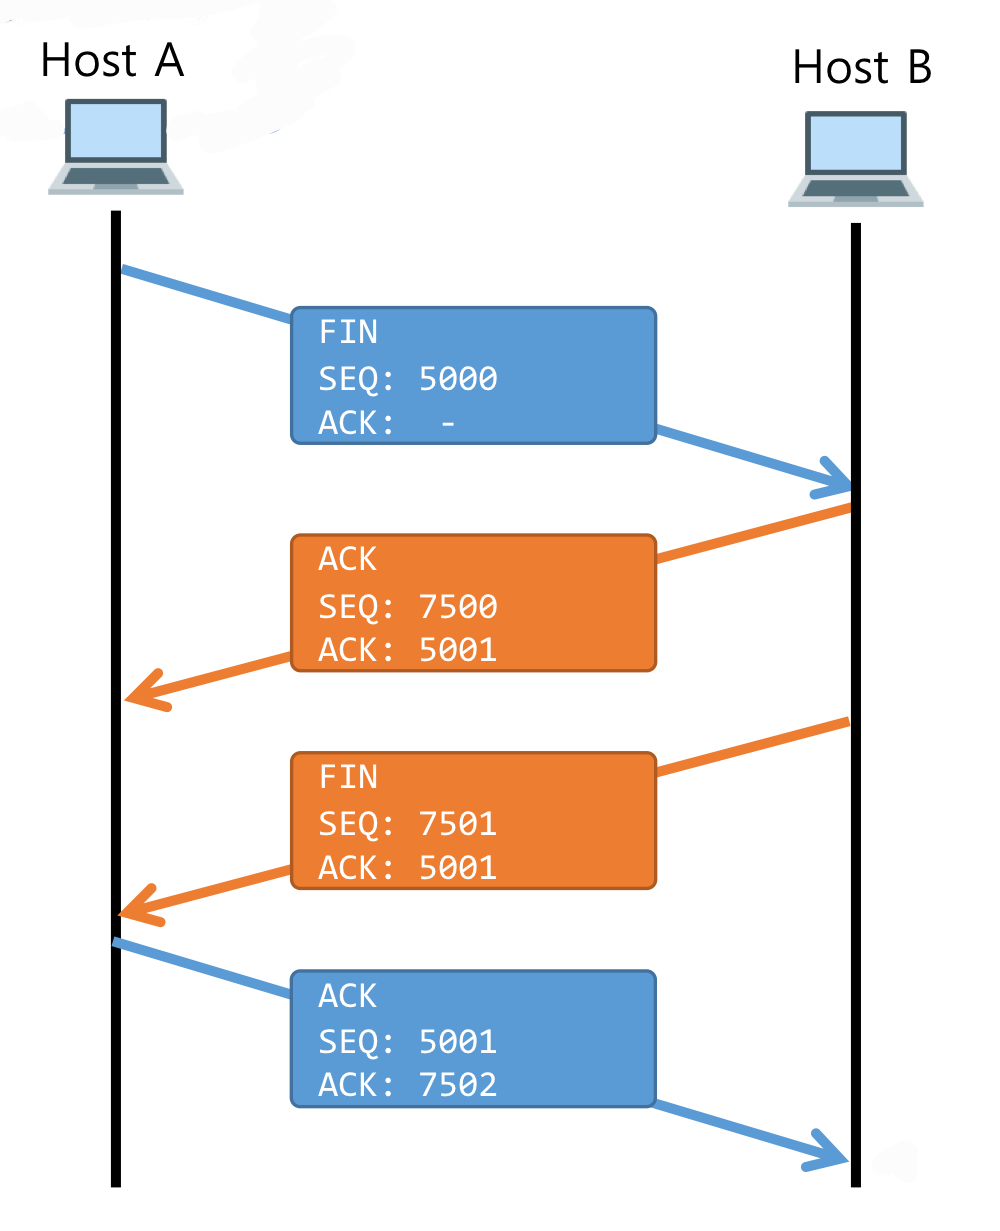 Host A
Host B
FIN
SEQ: 5000
ACK: -
ACK
SEQ: 7500
ACK: 5001
FIN
SEQ: 7501
ACK: 5001
ACK
SEQ: 5001
ACK: 7502